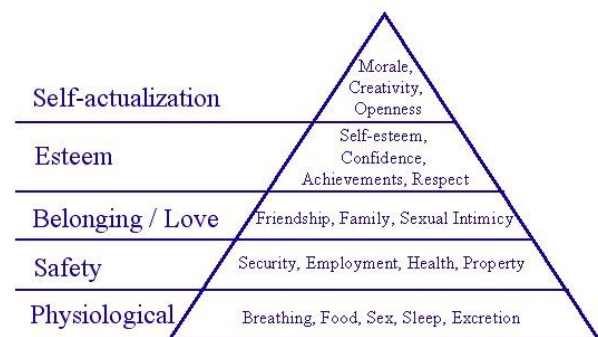 Morale,
Creativity,
Openness
Self-actualization
Self-esteem,
Confidence,
Achievements, Respect
Esteem
Belonging / Love
Friendship, Family, Sexual Intimicy
Safety
Security, Employment, Health, Property
Physiological
Breathing, Food, Sex, Sleep, Excretion